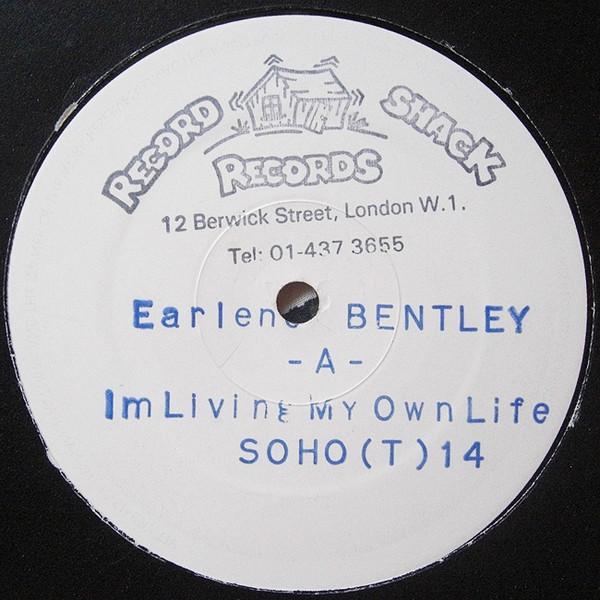 RECORD SHACK
RECORDS
12 Berwick Street, London W.1.
Tel: 01-437 3655
Earlene BENTLEY
-A-
Im Living My Own Life
SOHO(T)14